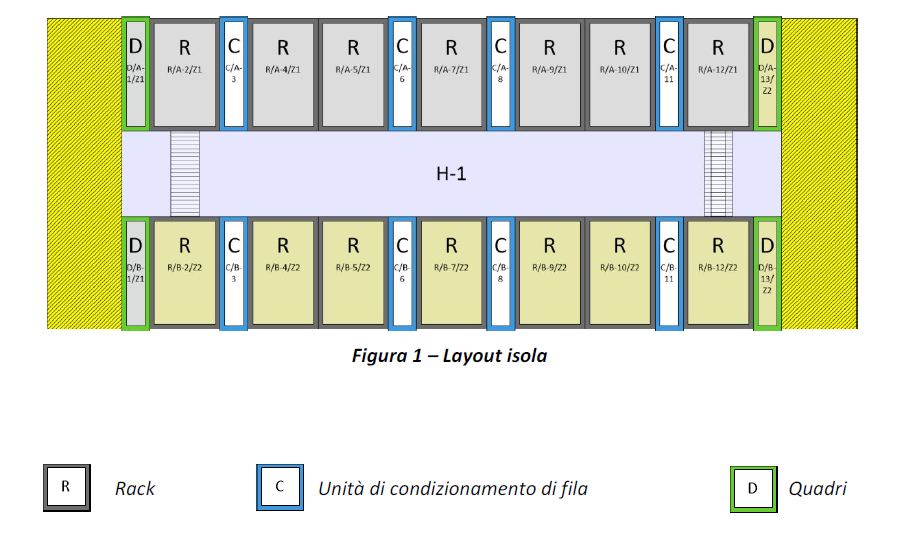 D R C R R C R C R R C R D
D/A-
1/Z1
R/A-2/Z1
C/A-
3
R/A-4/Z1
R/A-5/Z1
C/A-
6
R/A-7/Z1
C/A-
8
R/A-9/Z1
R/A-10/Z1
C/A-
11
R/A-12/Z1
D/A-
13/
Z2
H-1
D R C R R C R C R R C R D
D/B-
1/Z1
R/B-2/Z2
C/B-
3
R/B-4/Z2
R/B-5/Z2
C/B-
6
R/B-7/Z2
C/B-
8
R/B-9/Z2
R/B-10/Z2
C/B-
11
R/B-12/Z2
D/B-
13/
Z2
Figura 1 – Layout isola
R Rack
C Unità di condizionamento di fila
D Quadri